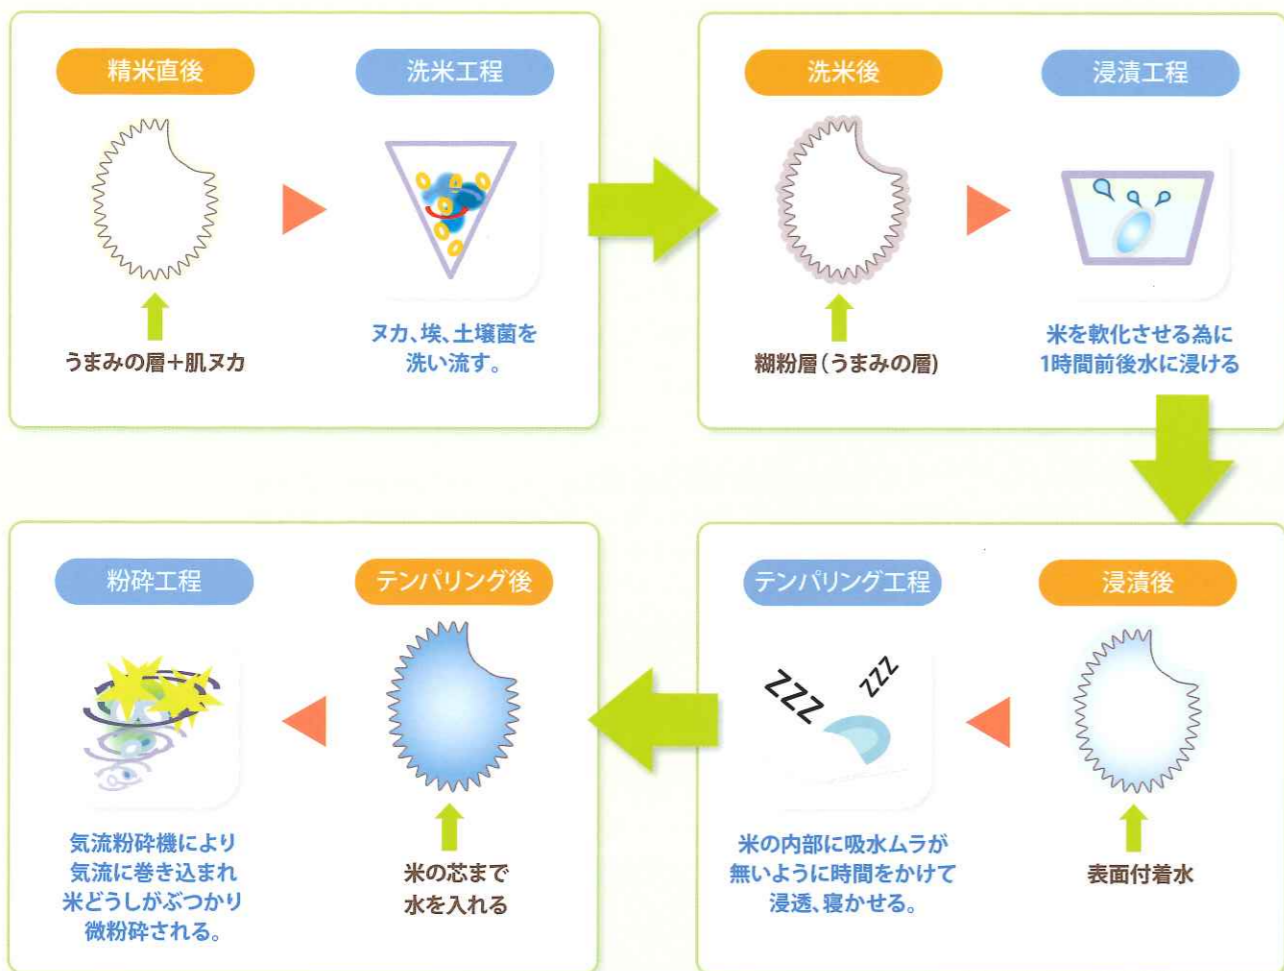 精米直後
洗米工程
うまみの層＋肌ヌカ
ヌカ、埃、土壌菌を
洗い流す。
洗米後
浸漬工程
糊粉層(うまみの層)
米を軟化させる為に
1時間前後水に浸ける
浸漬後
テンパリング工程
表面付着水
米の内部に吸水ムラが
無いように時間をかけて
浸透、寝かせる。
ZZZ
ZZZ
テンパリング後
粉砕工程
米の芯まで
水を入れる
気流粉砕機により
気流に巻き込まれ
米どうしがぶつかり
微粉砕される。